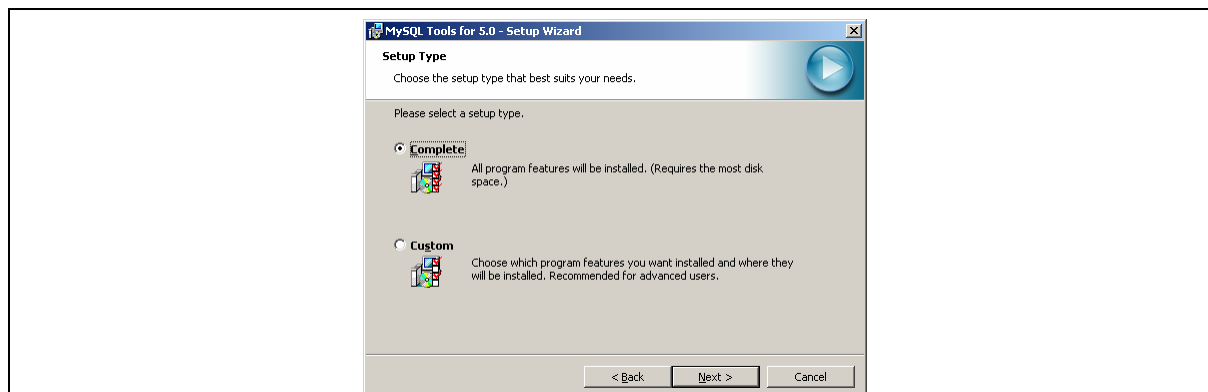 MySQL Tools for 5.0 - Setup Wizard
Setup Type
Choose the setup type that best suits your needs.
Please select a setup type.
Complete
All program features will be installed. (Requires the most disk
space.)
Custom
Choose which program features you want installed and where they
will be installed. Recommended for advanced users.
< Back Next > Cancel